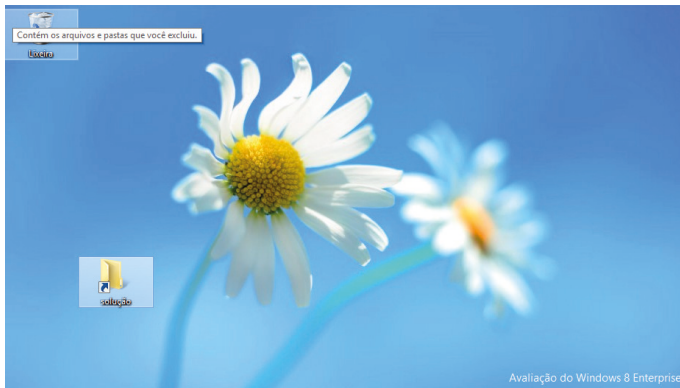 Contém os arquivos e pastas que você excluiu.
Lixeira
solução
Avaliação do Windows 8 Enterprise